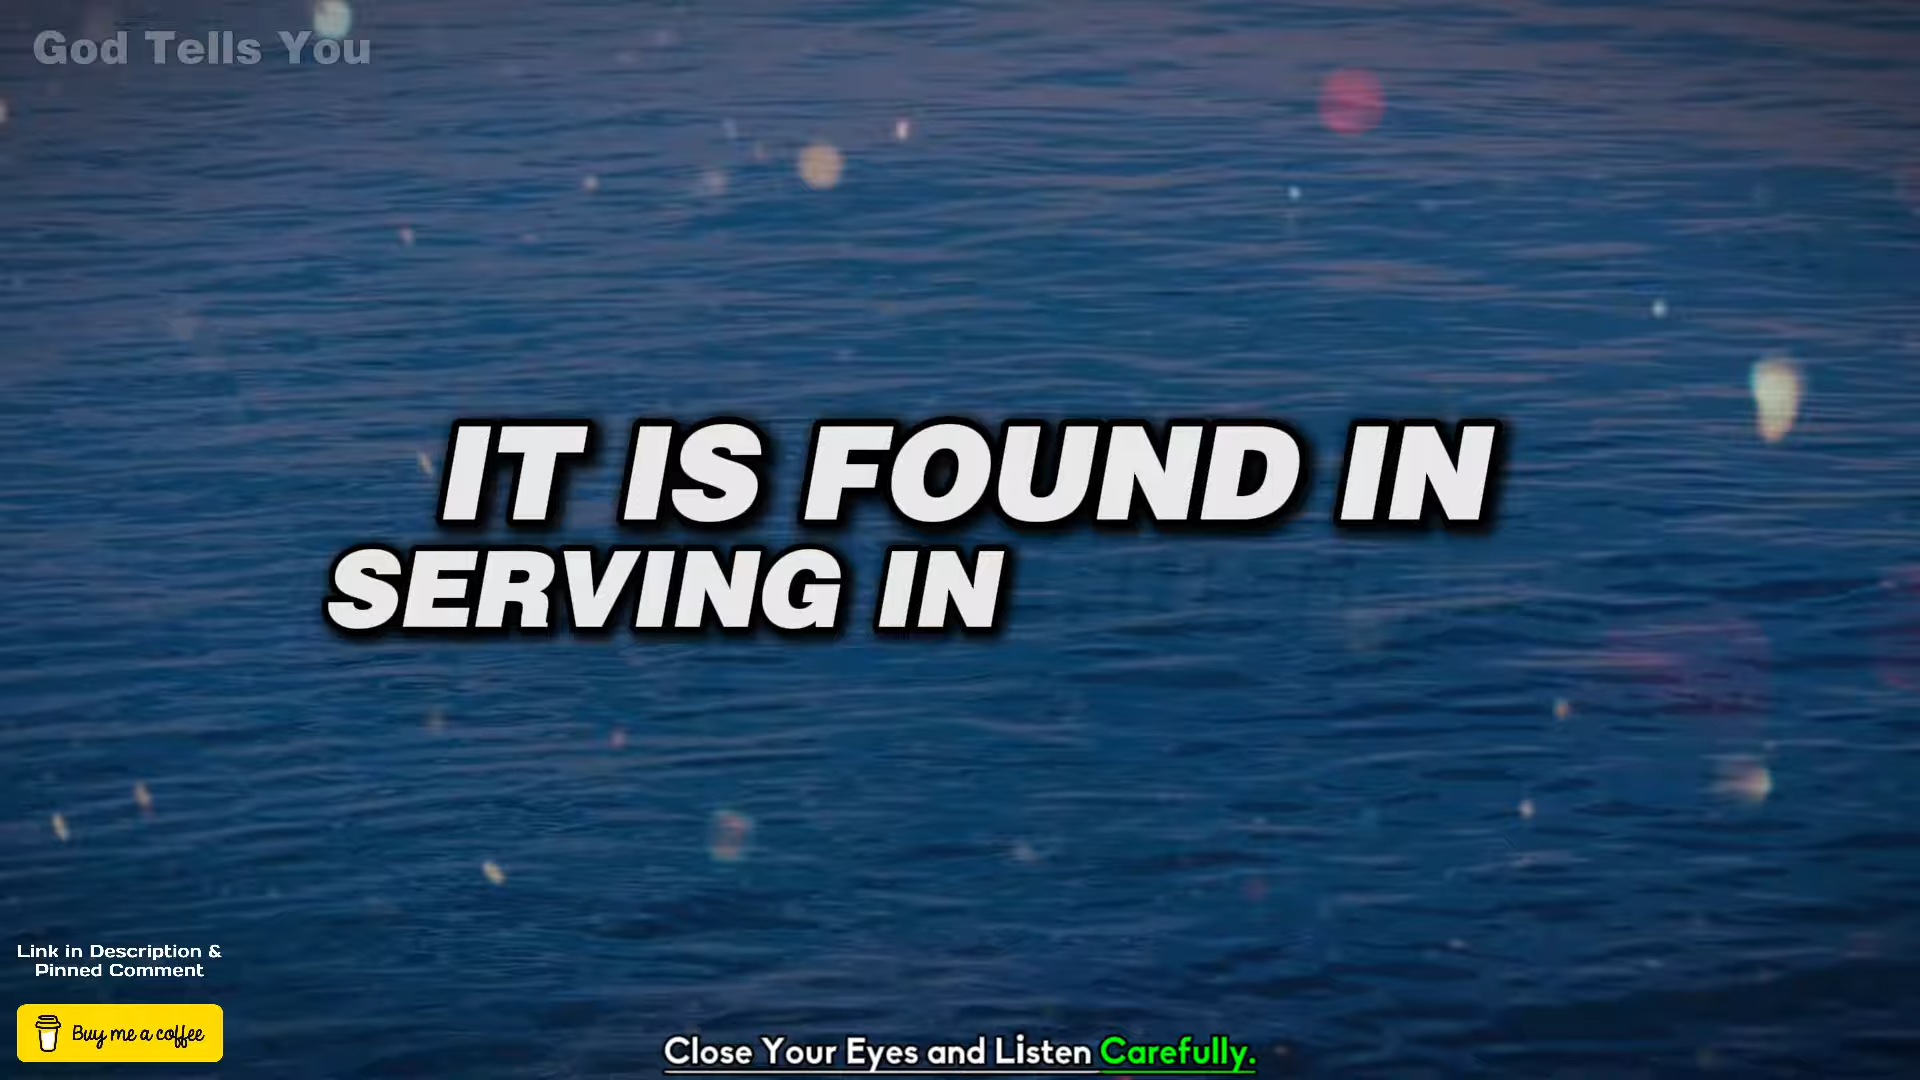 God Tells You
IT IS FOUND IN
SERVING IN
Link in Description &
Pinned Comment
Buy me a coffee
Close Your Eyes and Listen Carefully.